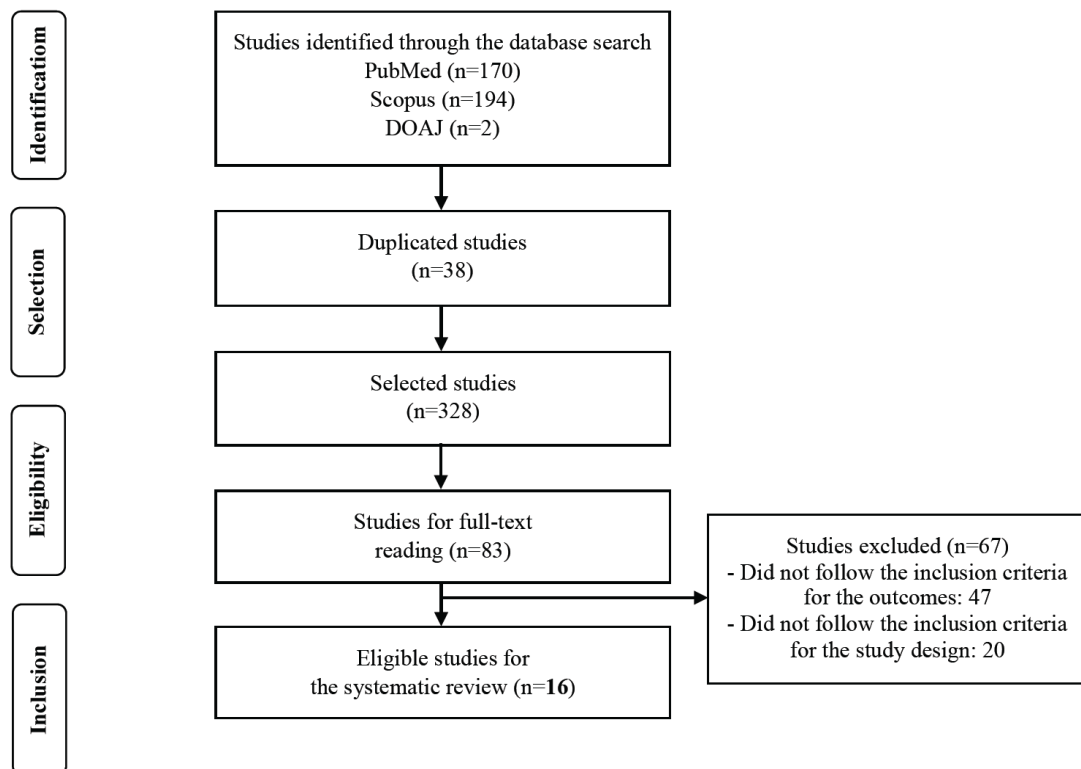 Identification
Studies identified through the database search
PubMed (n=170)
Scopus (n=194)
DOAJ (n=2)
Selection
Duplicated studies
(n=38)
Selected studies
(n=328)
Eligibility
Studies for full-text
reading (n=83)
Studies excluded (n=67)
- Did not follow the inclusion criteria
for the outcomes: 47
- Did not follow the inclusion criteria
for the study design: 20
Inclusion
Eligible studies for
the systematic review (n=16)